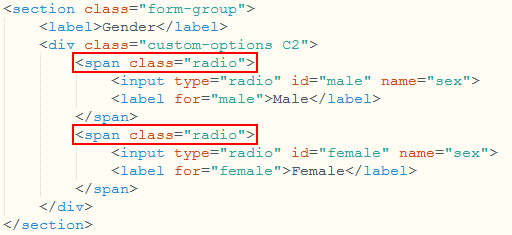 <section class="form-group">
<label>Gender</label>
<div class="custom-options C2">
<span class="radio">
<input type="radio" id="male" name="sex">
<label for="male">Male</label>
</span>
<span class="radio">
<input type="radio" id="female" name="sex">
<label for="female">Female</label>
</span>
</div>
</section>